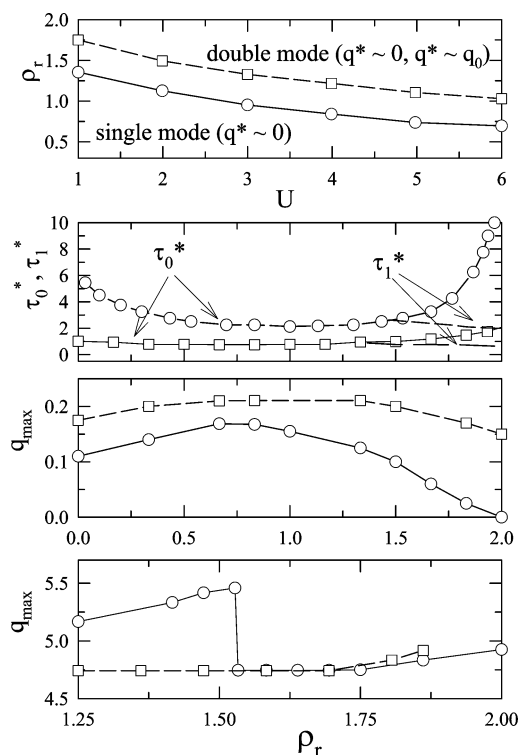 2.0
1.5
1.0
0.5
ρr
double mode (q* ~ 0, q* ~ q0)
single mode (q* ~ 0)
1 2 3 4 5 6
U
10
8
6
4
2
0
τ0*, τ1*
τ0*
τ1*
0.2
0.1
0.0
qmax
0.0 0.5 1.0 1.5 2.0
5.5
5.0
4.5
qmax
1.25 1.50 1.75 2.00
ρr